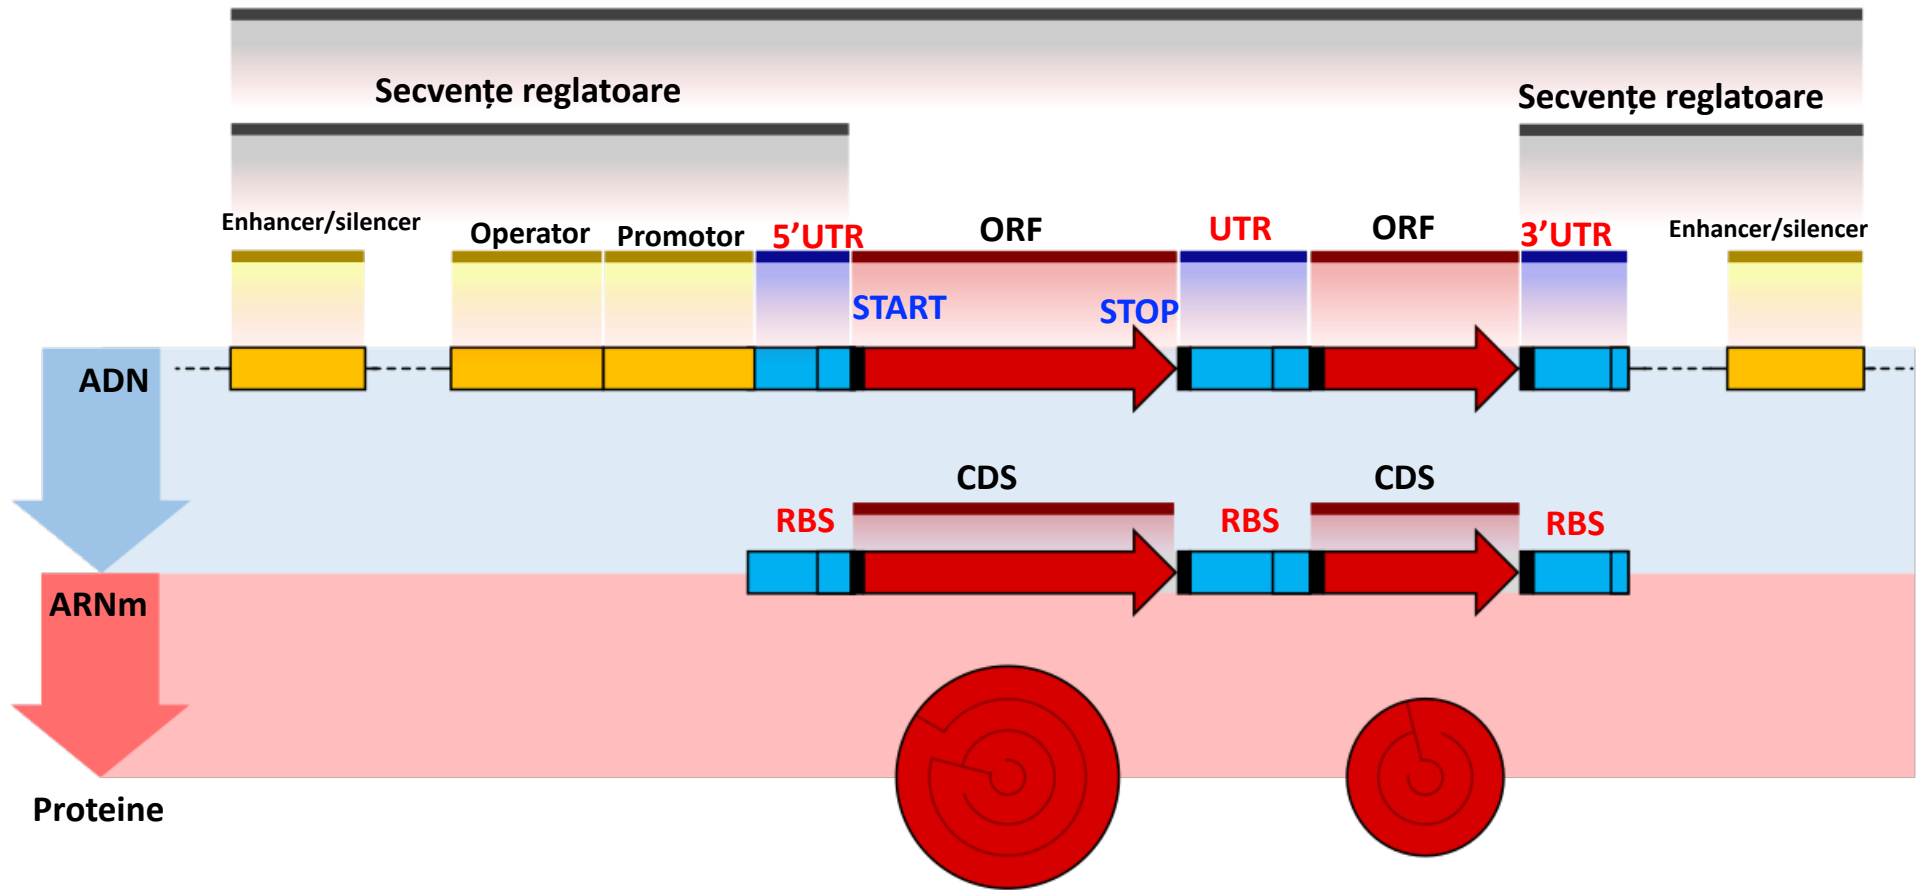 Secvențe reglatoare
Secvențe reglatoare
Enhancer/silencer
Operator
Promotor
5’UTR
ORF
UTR
ORF
3’UTR
Enhancer/silencer
START
STOP
ADN
CDS
CDS
RBS
RBS
RBS
ARNm
Proteine